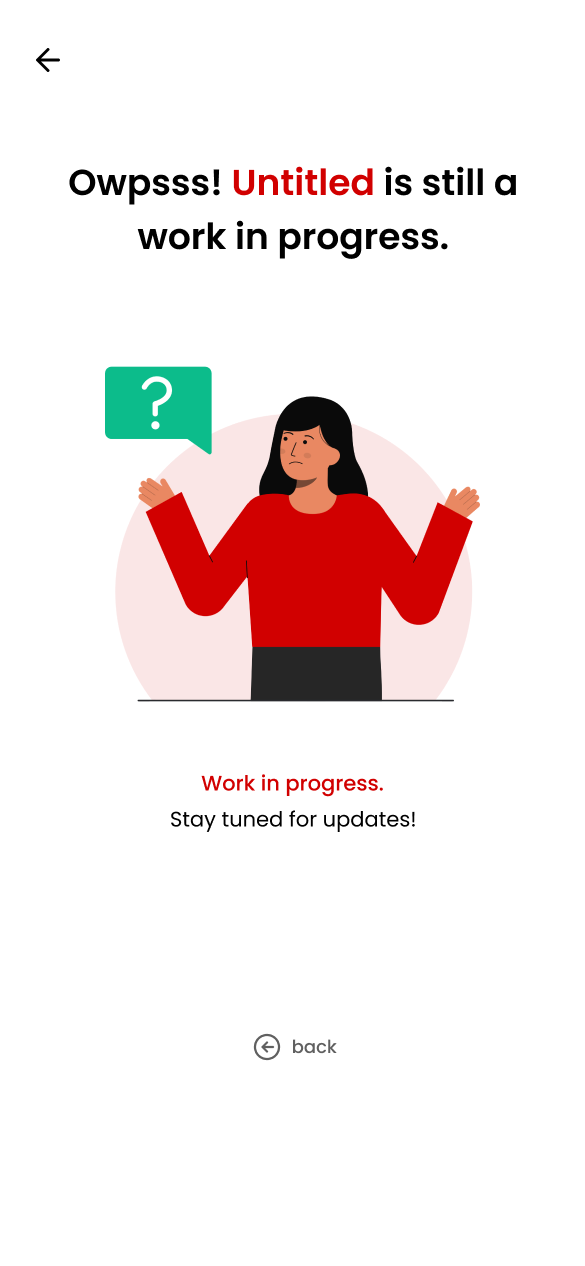 Owpsss! Untitled is still a
work in progress.
?
Work in progress.
Stay tuned for updates!
back